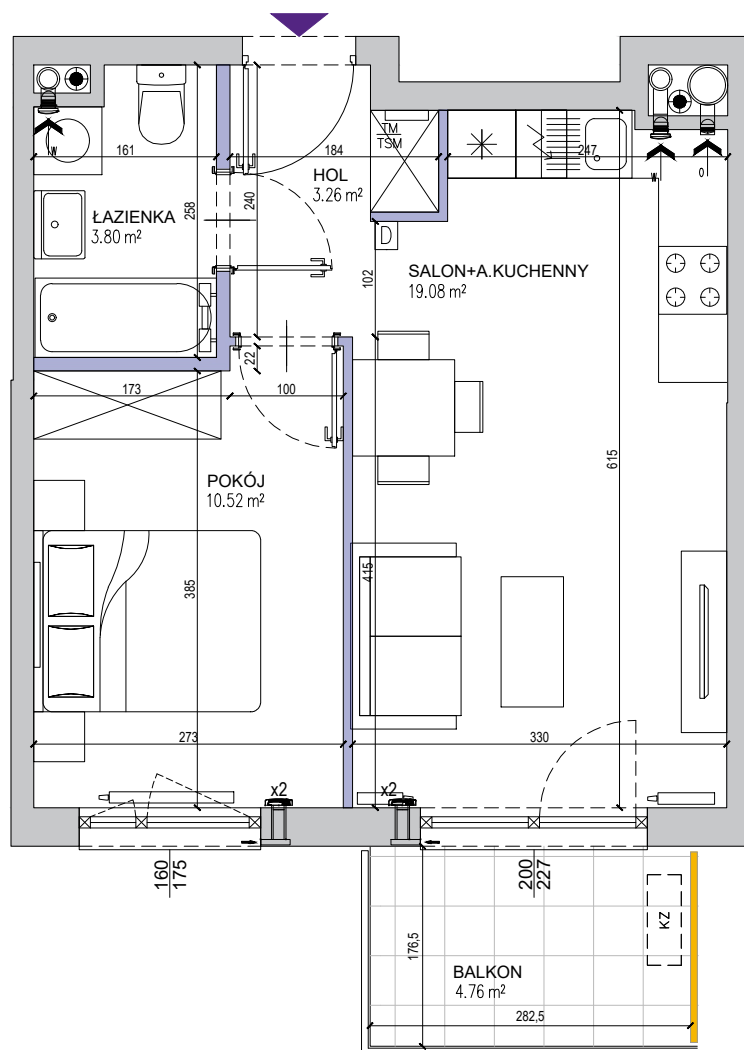 TM
TSM
161
184
247
W
W
0
HOL
3.26 m²
ŁAZIENKA
3.80 m²
258
240
D
SALON+A.KUCHENNY
19.08 m²
102
22
173
100
615
POKÓJ
10.52 m²
385
415
273
330
x2
x2
160
175
200
227
KZ
176,5
BALKON
4.76 m²
282,5